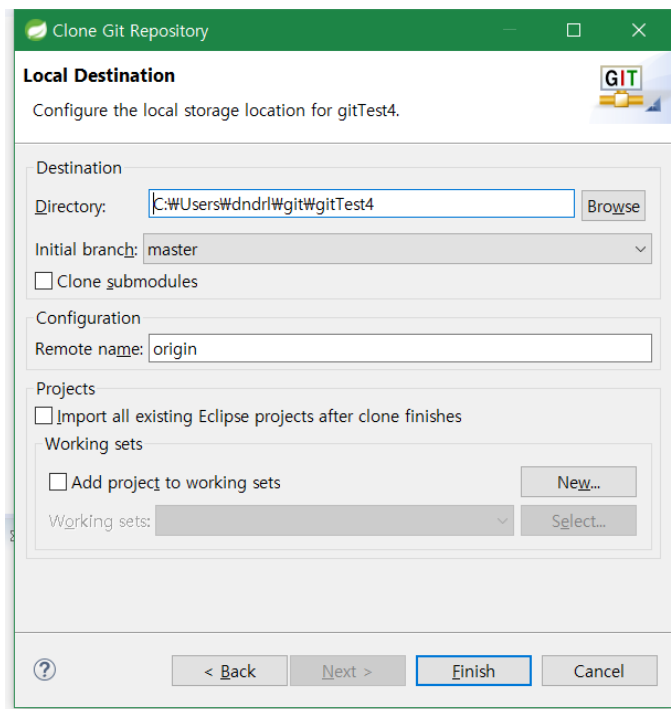 Clone Git Repository
Local Destination
GIT
Configure the local storage location for gitTest4.
Destination
Directory: C:₩Users₩dndrl₩git₩gitTest4 Browse
Initial branch: master
Clone submodules
Configuration
Remote name: origin
Projects
Import all existing Eclipse projects after clone finishes
Working sets
Add project to working sets New...
Working sets: Select...
? < Back Next > Finish Cancel